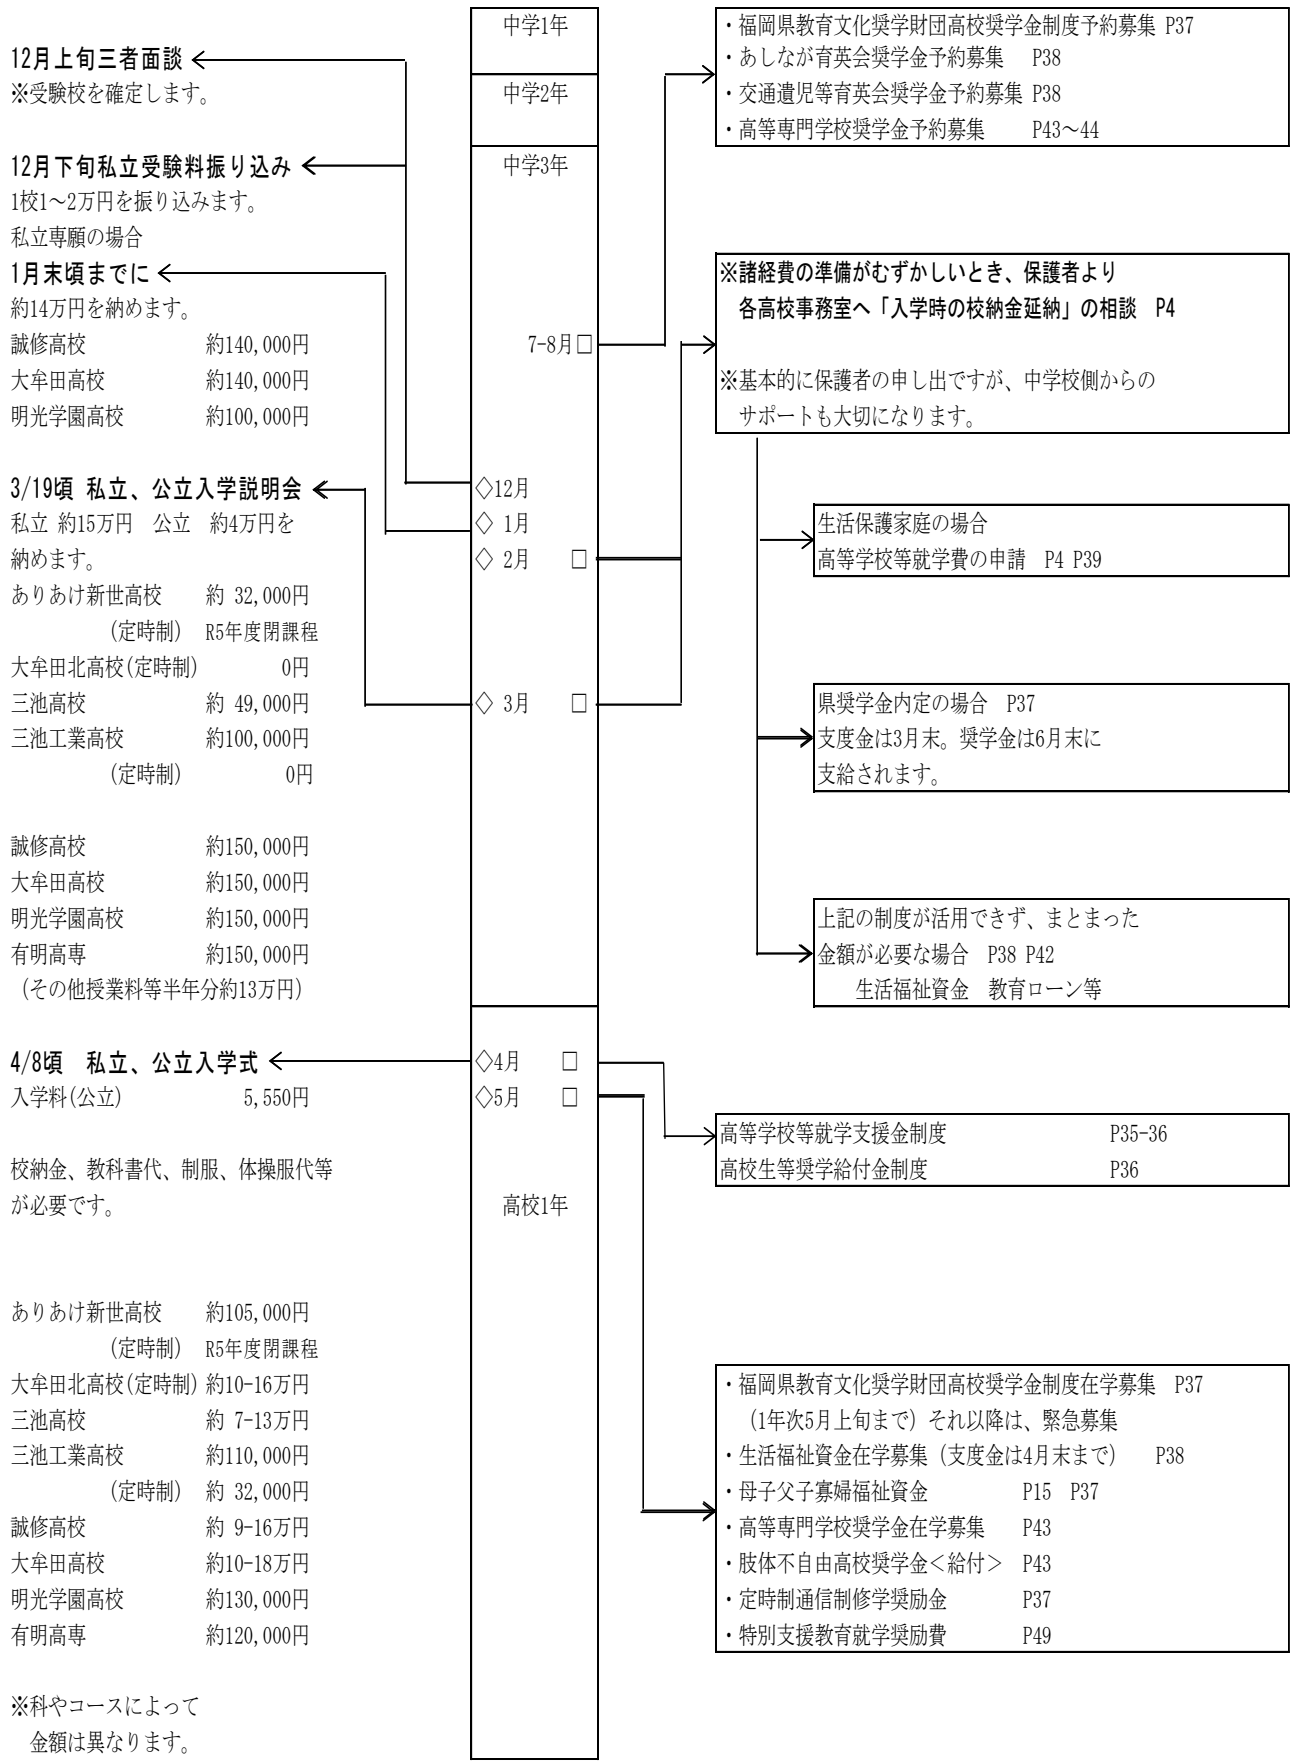 12月上旬三者面談
※受験校を確定します。
12月下旬私立受験料振り込み
1校1～2万円を振り込みます。
私立専願の場合
1月末頃までに
約14万円を納めます。
誠修高校 約140,000円
大牟田高校 約140,000円
明光学園高校 約100,000円
3/19頃 私立、公立入学説明会
私立 約15万円 公立 約4万円を
納めます。
ありあけ新世高校 約 32,000円
(定時制) R5年度閉課程
大牟田北高校(定時制) 0円
三池高校 約 49,000円
三池工業高校 約100,000円
(定時制) 0円
誠修高校 約150,000円
大牟田高校 約150,000円
明光学園高校 約150,000円
有明高専 約150,000円
(その他授業料等半年分約13万円)
4/8頃 私立、公立入学式
入学料(公立) 5,550円
校納金、教科書代、制服、体操服代等
が必要です。
ありあけ新世高校 約105,000円
(定時制) R5年度閉課程
大牟田北高校(定時制) 約10-16万円
三池高校 約 7-13万円
三池工業高校 約110,000円
(定時制) 約 32,000円
誠修高校 約 9-16万円
大牟田高校 約10-18万円
明光学園高校 約130,000円
有明高専 約120,000円
※科やコースによって
金額は異なります。
中学1年
中学2年
中学3年
7-8月□
◇12月
◇ 1月
◇ 2月 □
◇ 3月 □
◇4月 □
◇5月 □
高校1年
・福岡県教育文化奨学財団高校奨学金制度予約募集 P37
・あしなが育英会奨学金予約募集 P38
・交通遺児等育英会奨学金予約募集 P38
・高等専門学校奨学金予約募集 P43～44
※諸経費の準備がむずかしいとき、保護者より
各高校事務室へ「入学時の校納金延納」の相談 P4
※基本的に保護者の申し出ですが、中学校側からの
サポートも大切になります。
生活保護家庭の場合
高等学校等就学費の申請 P4 P39
県奨学金内定の場合 P37
支度金は3月末。奨学金は6月末に
支給されます。
上記の制度が活用できず、まとまった
金額が必要な場合 P38 P42
生活福祉資金 教育ローン等
高等学校等就学支援金制度 P35-36
高校生等奨学給付金制度 P36
・福岡県教育文化奨学財団高校奨学金制度在学募集 P37
(1年次5月上旬まで) それ以降は、緊急募集
・生活福祉資金在学募集 (支度金は4月末まで) P38
・母子父子寡婦福祉資金 P15 P37
・高等専門学校奨学金在学募集 P43
・肢体不自由高校奨学金＜給付＞ P43
・定時制通信制修学奨励金 P37
・特別支援教育就学奨励費 P49